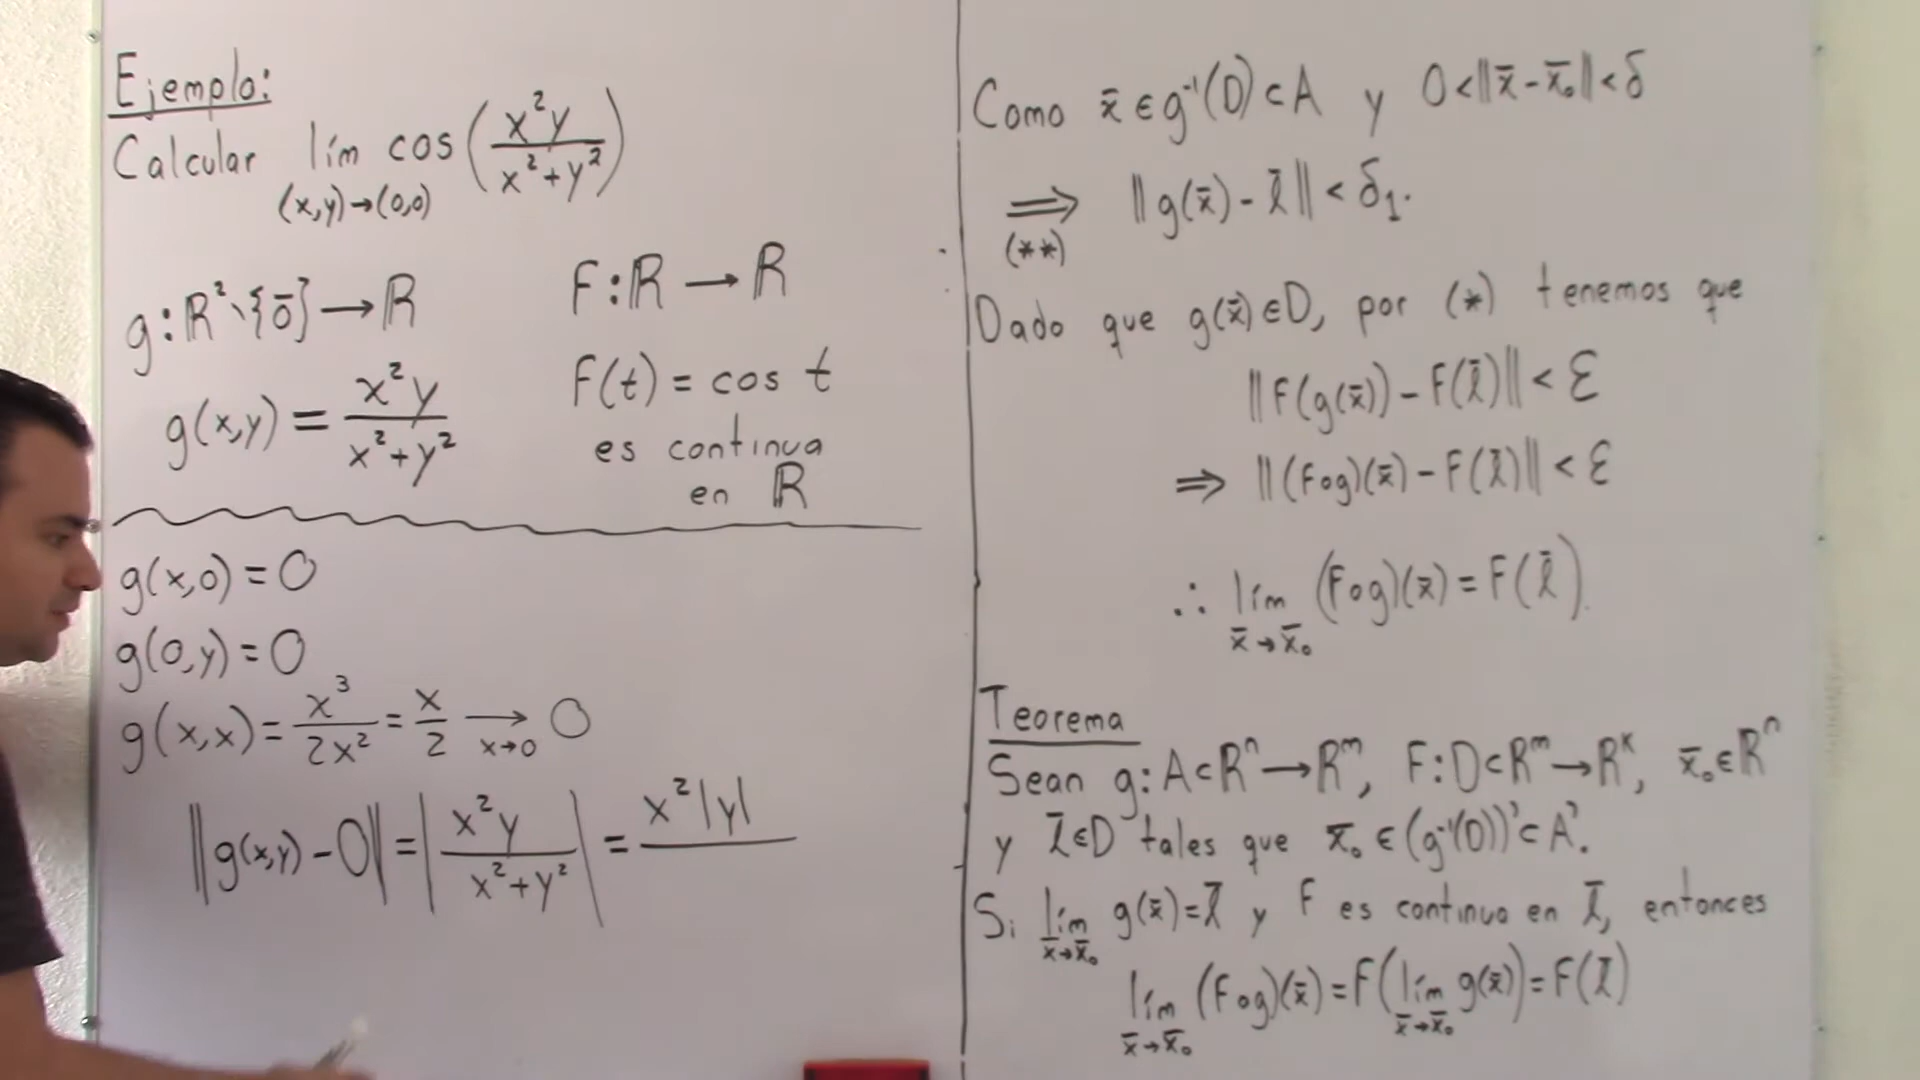 Ejemplo:
Calcular lím cos(x²y / x²+y²)
(x,y)→(0,0)
g:ℝ²∖{0̄}→ℝ
F:ℝ→ℝ
g(x,y) = x²y / x²+y²
F(t) = cos t
es continua
en ℝ
g(x,0) = 0
g(0,y) = 0
g(x,x) = x³/2x² = x/2 → 0
x→0
||g(x,y) - 0|| = |x²y / x²+y²| = x²|y|
Como x̄ ∈ g⁻¹(D) ⊂ A y 0<||x̄-x̄₀||<δ
⟹ ||g(x̄) - l̄|| < δ₁.
(**)
Dado que g(x̄)∈D, por (*) tenemos que
||F(g(x̄)) - F(l̄)|| < ε
⟹ ||(F∘g)(x̄) - F(l̄)|| < ε
∴ lím (F∘g)(x̄) = F(l̄).
x̄→x̄₀
Teorema
Sean g: A⊂ℝⁿ→ℝᵐ, F: D⊂ℝᵐ→ℝᵏ, x̄₀∈ℝⁿ
y l̄∈D tales que x̄₀ ∈ (g⁻¹(D))'⊂A'.
Si lím g(x̄)=l̄ y F es continua en l̄, entonces
x̄→x̄₀
lím (F∘g)(x̄) = F(lím g(x̄)) = F(l̄)
x̄→x̄₀ x̄→x̄₀